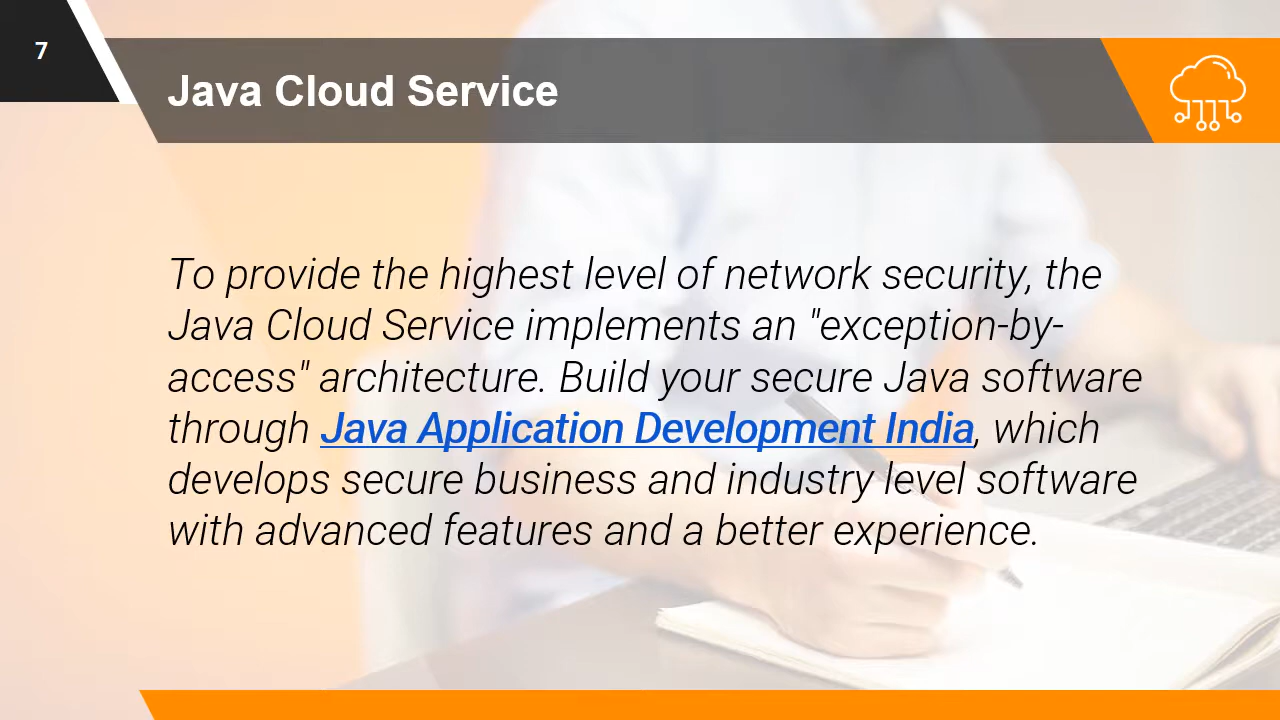 7
Java Cloud Service
To provide the highest level of network security, the
Java Cloud Service implements an "exception-by-
access" architecture. Build your secure Java software
through Java Application Development India, which
develops secure business and industry level software
with advanced features and a better experience.